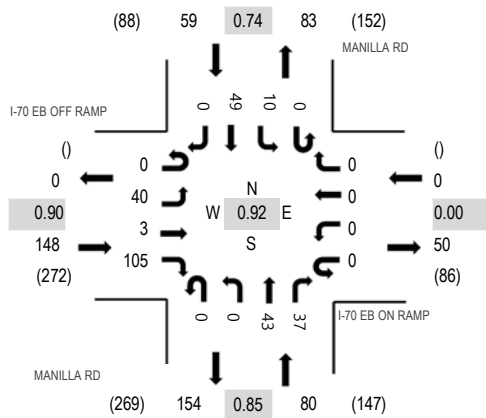 (88) 59 0.74 83 (152)
MANILLA RD
I-70 EB OFF RAMP
0 49 10 0
() 0 0 ()
0 40 0 0
0.90 3 W N 0.92 S E 0 0.00
148 105 0 50
(272) (86)
0 0 43 37
I-70 EB ON RAMP
MANILLA RD
(269) 154 0.85 80 (147)